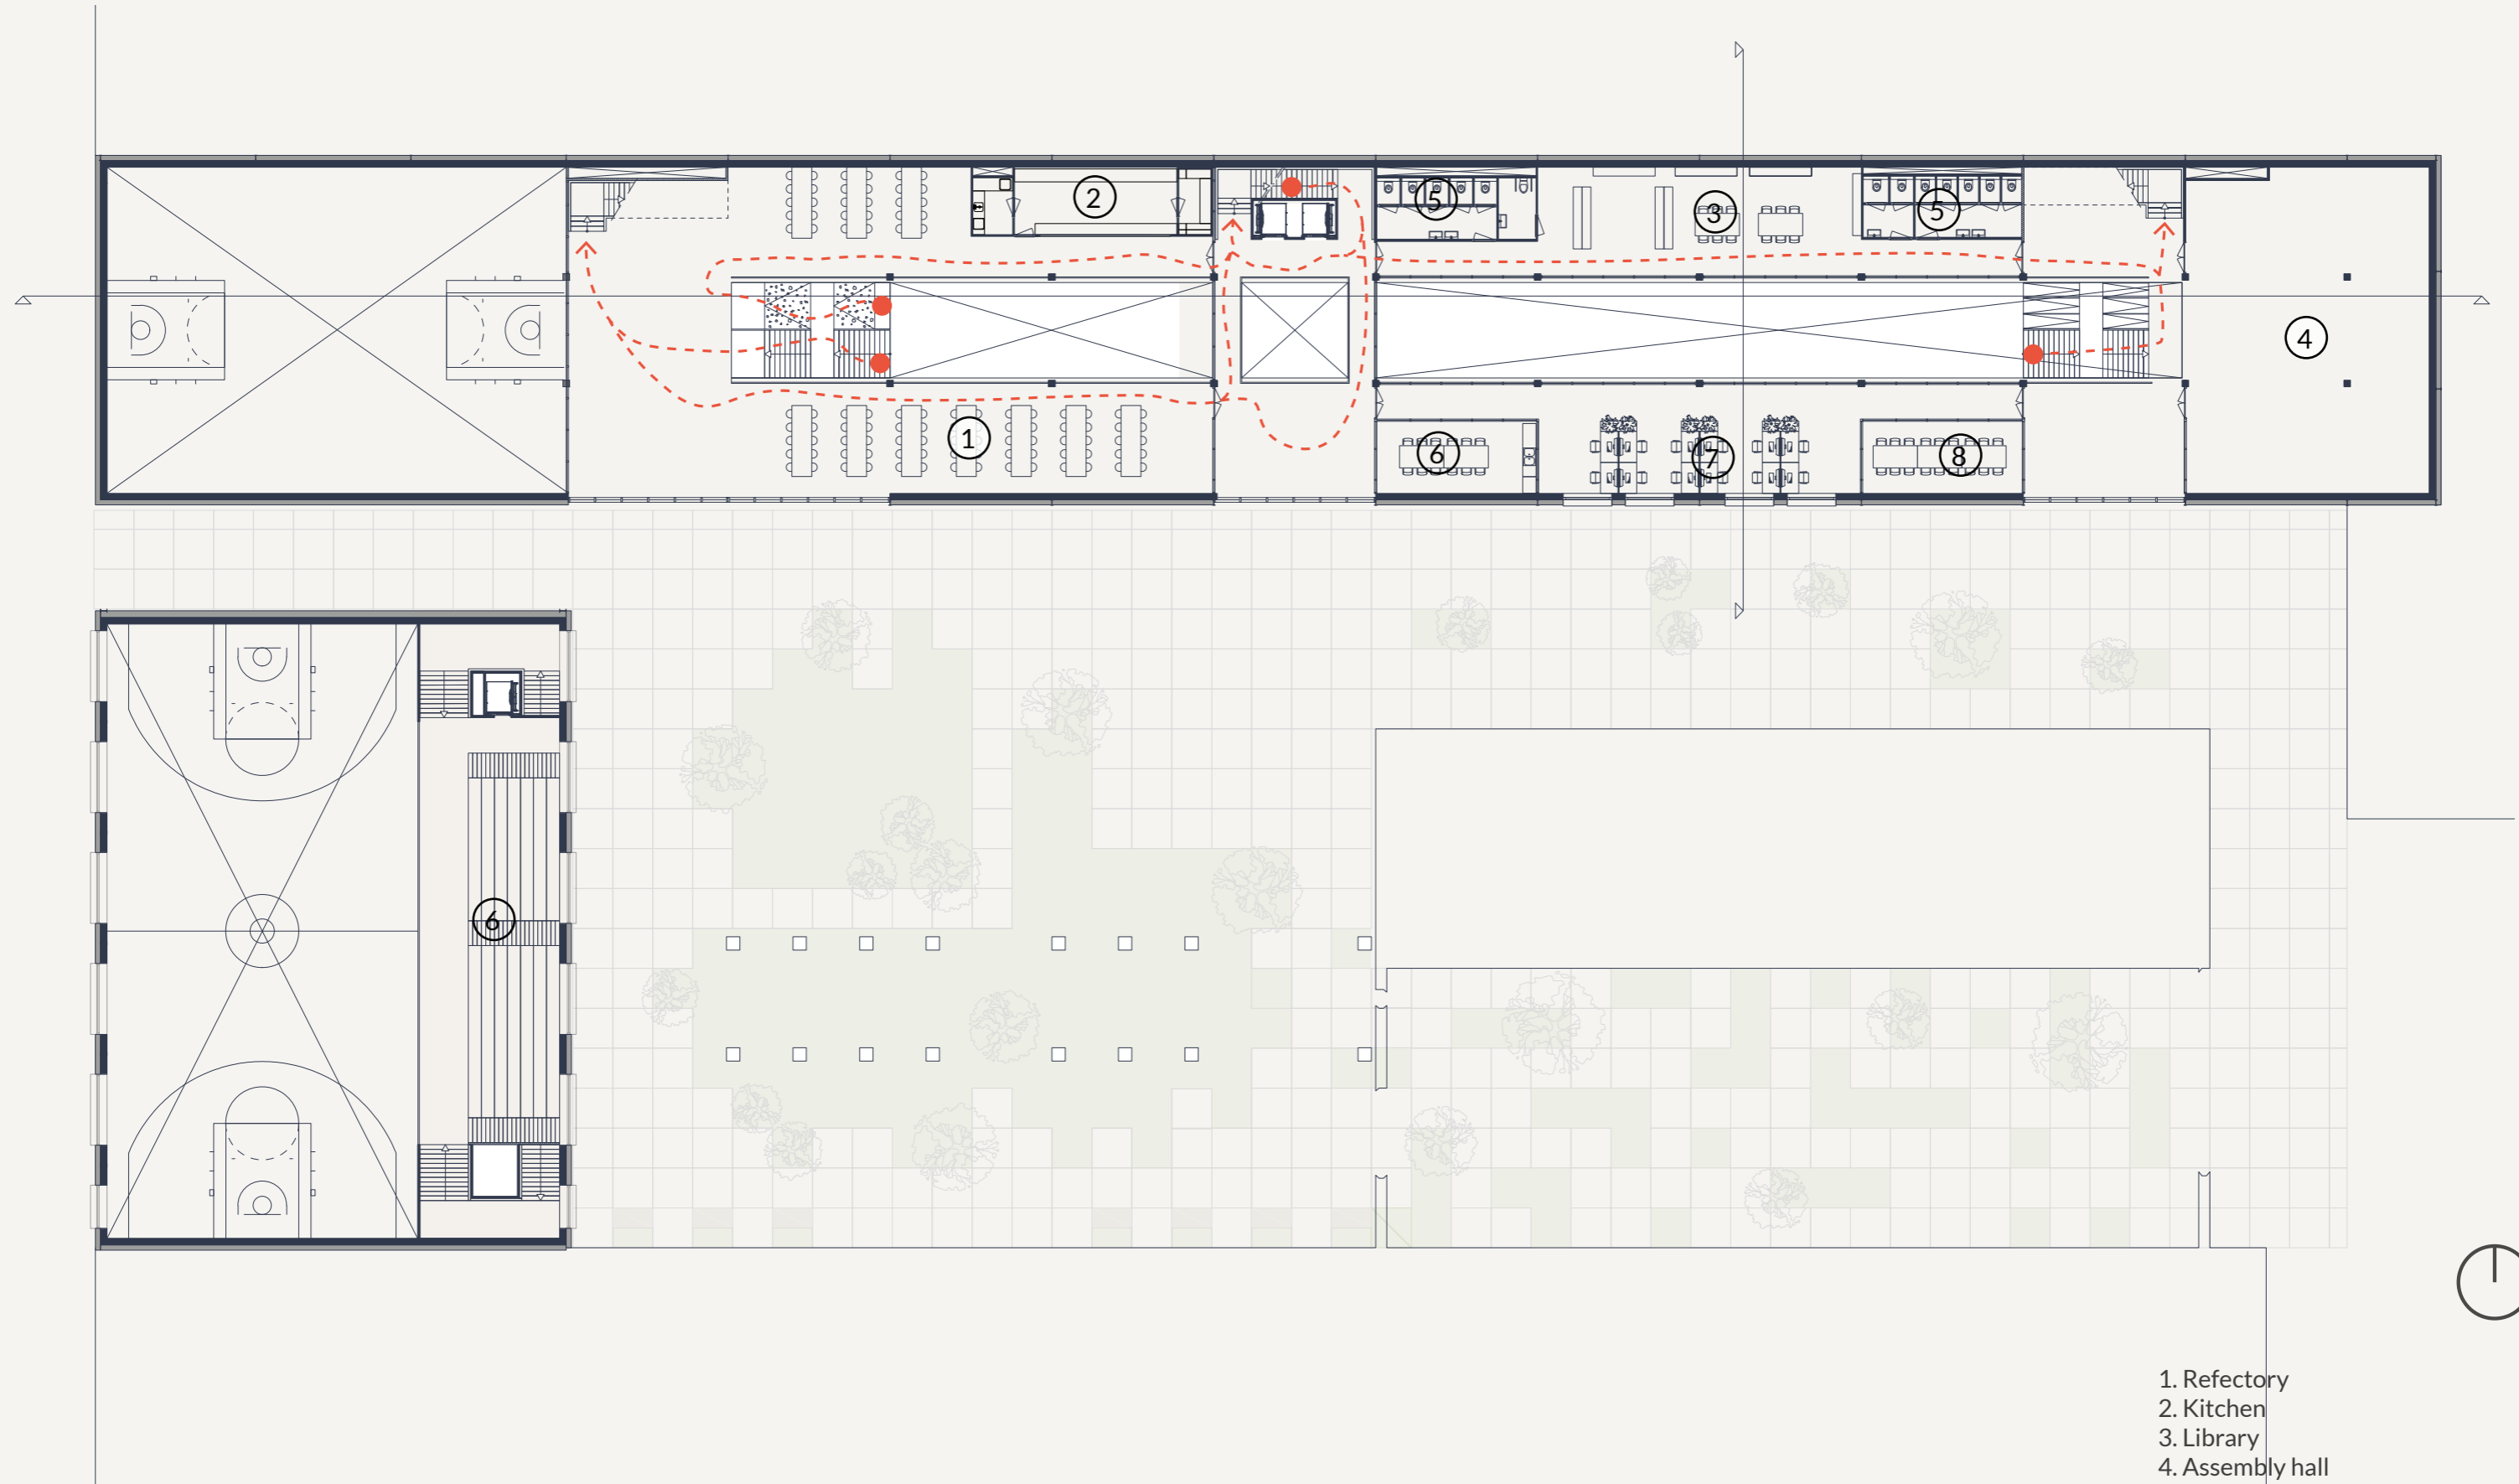 2
5
3
5
4
1
6
7
8
6
1. Refectory
2. Kitchen
3. Library
4. Assembly hall